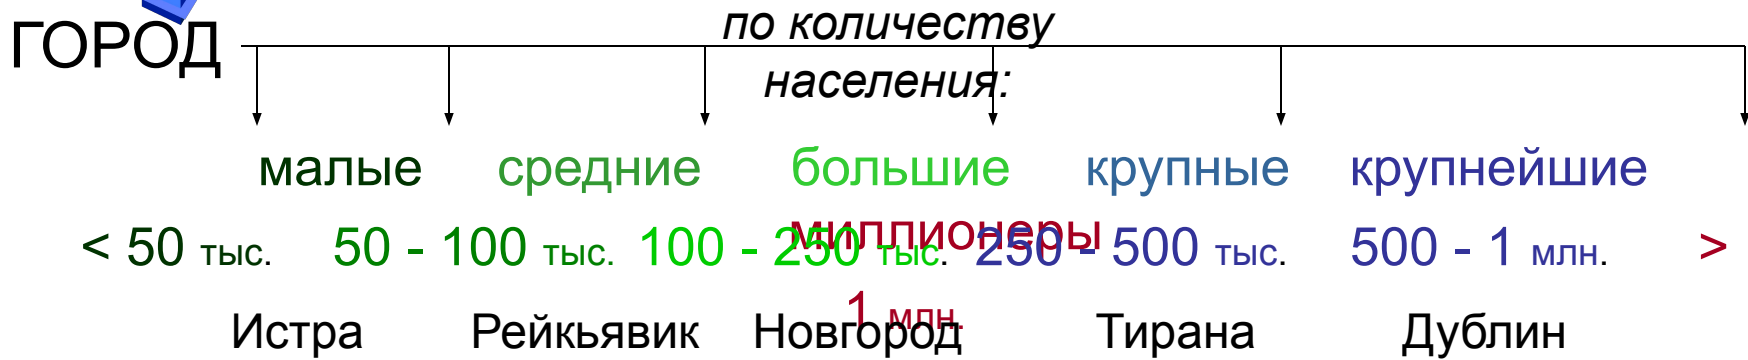 ГОРОД
по количеству
населения:
малые средние большие крупные крупнейшие
миллионеры
< 50 тыс. 50 - 100 тыс. 100 - 250 тыс. 250 - 500 тыс. 500 - 1 млн. >
1 млн.
Истра Рейкьявик Новгород Тирана Дублин